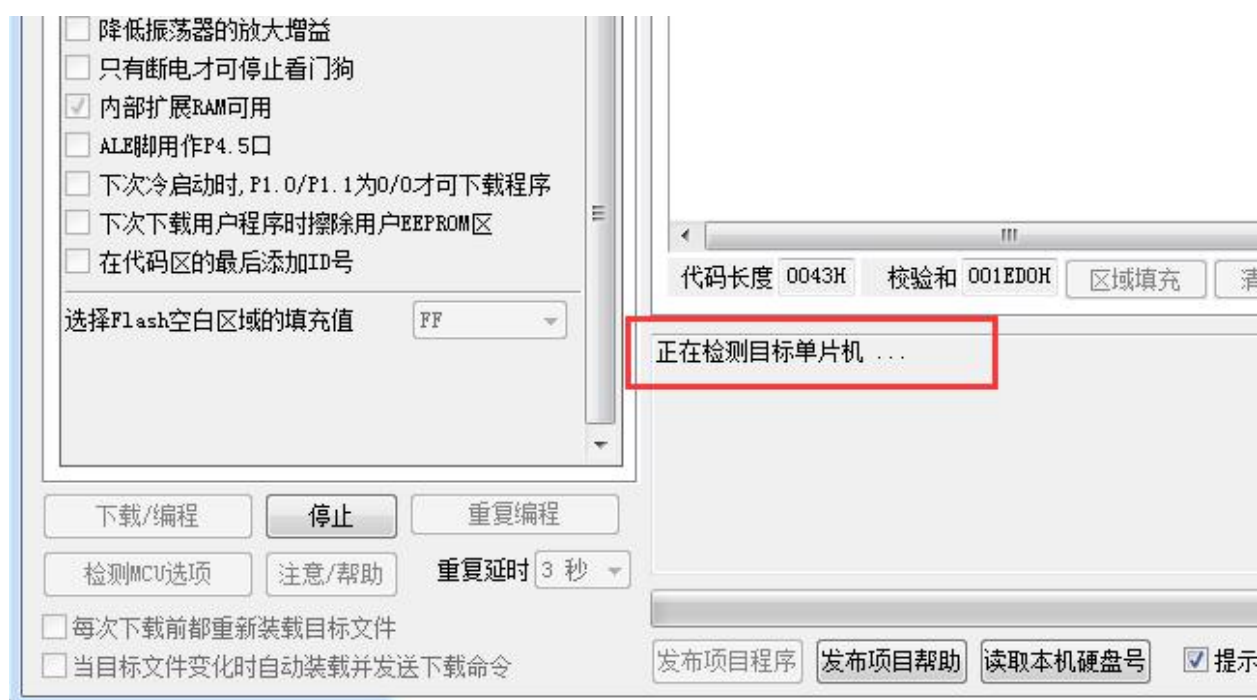 降低振荡器的放大增益
只有断电才可停止看门狗
内部扩展RAM可用
ALE脚用作P4.5口
下次冷启动时,P1.0/P1.1为0/0才可下载程序
下次下载用户程序时擦除用户EEPROM区
在代码区的最后添加ID号
选择Flash空白区域的填充值 FF
代码长度 0043H 校验和 001ED0H 区域填充 清
正在检测目标单片机 ...
下载/编程 停止 重复编程
检测MCU选项 注意/帮助 重复延时 3 秒
每次下载前都重新装载目标文件
当目标文件变化时自动装载并发送下载命令
发布项目程序 发布项目帮助 读取本机硬盘号 提示